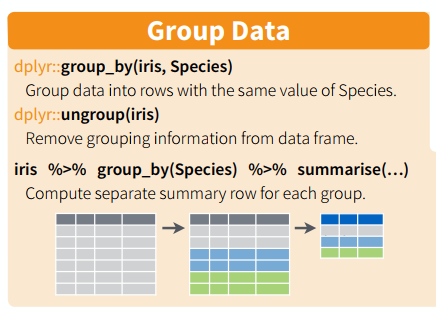 Group Data
dplyr::group_by(iris, Species)
Group data into rows with the same value of Species.
dplyr::ungroup(iris)
Remove grouping information from data frame.
iris %>% group_by(Species) %>% summarise(…)
Compute separate summary row for each group.